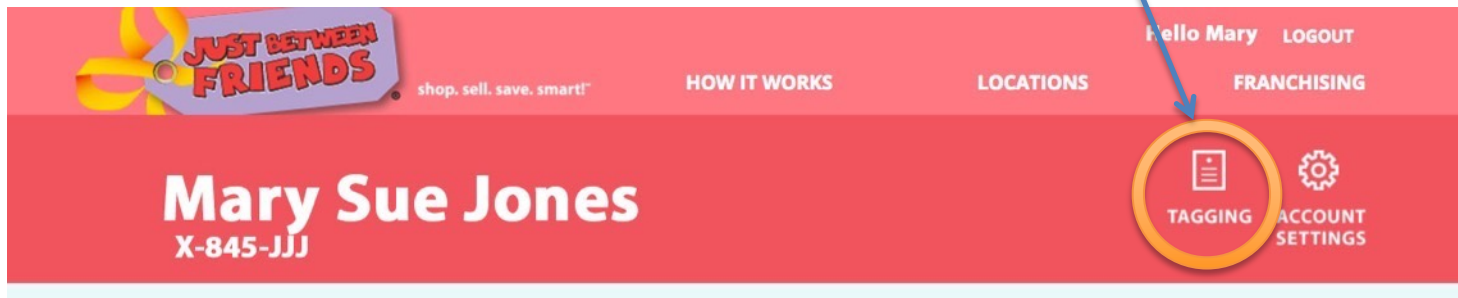 JUST BETWEEN
FRIENDS®
shop. sell. save. smart!™
Hello Mary LOGOUT
HOW IT WORKS LOCATIONS FRANCHISING
Mary Sue Jones
X-845-JJJ
TAGGING
ACCOUNT
SETTINGS